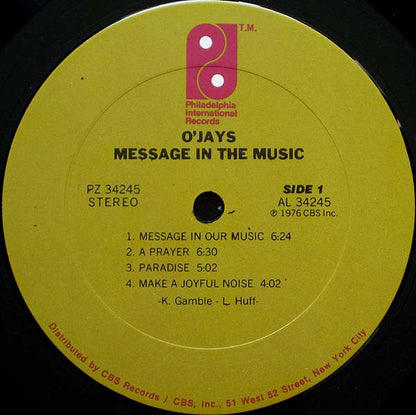 T.M.
Philadelphia
International
Records
O'JAYS
MESSAGE IN THE MUSIC
PZ 34245
STEREO
SIDE 1
AL 34245
℗ 1976 CBS Inc.
1. MESSAGE IN OUR MUSIC 6:24
2. A PRAYER 6:30
3. PARADISE 5:02
4. MAKE A JOYFUL NOISE 4:02
-K. Gamble - L. Huff-
Distributed by CBS Records / CBS, Inc., 51 West 52 Street, New York City